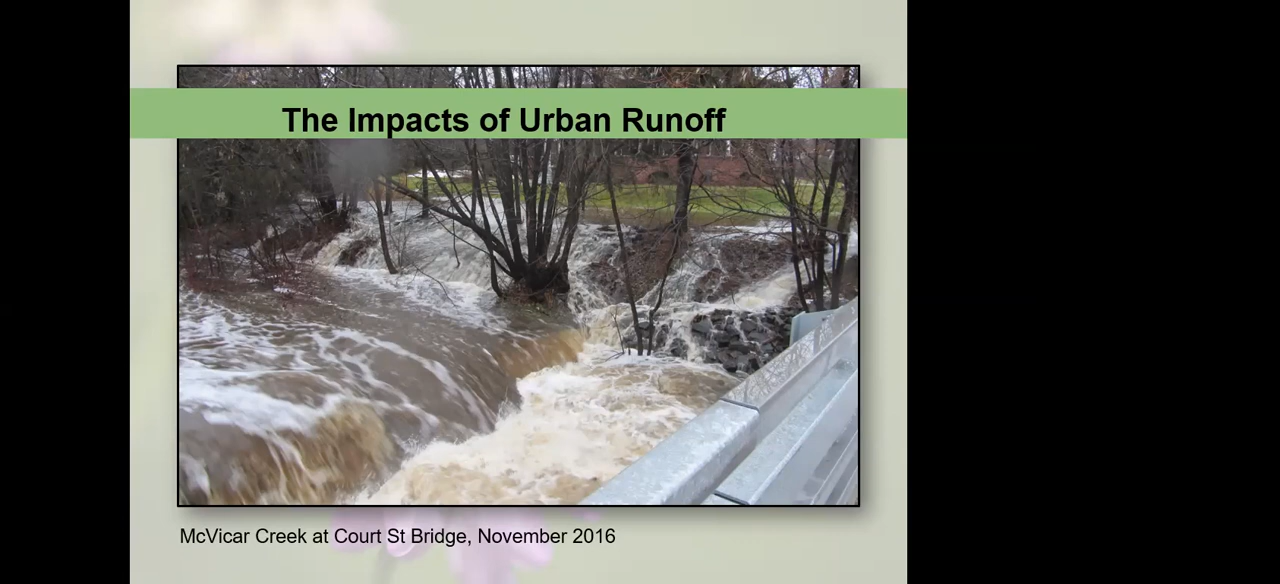 The Impacts of Urban Runoff
McVicar Creek at Court St Bridge, November 2016